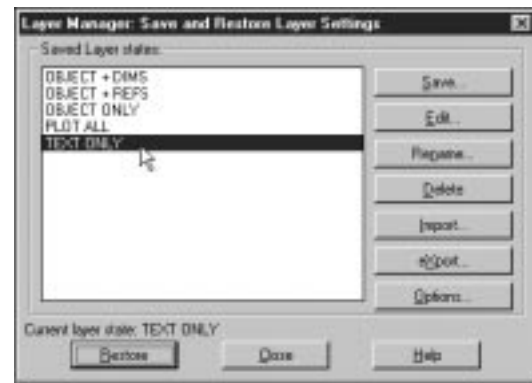 Layer Manager: Save and Restore Layer Settings
Saved Layer states:
OBJECT + DIMS
OBJECT + REFS
OBJECT ONLY
PLOT ALL
TEXT ONLY
Save...
Edit...
Rename...
Delete
Import...
eXport...
Options...
Current layer state: TEXT ONLY
Restore
Close
Help